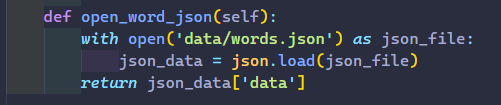 def open_word_json(self):
    with open('data/words.json') as json_file:
        json_data = json.load(json_file)
    return json_data['data']